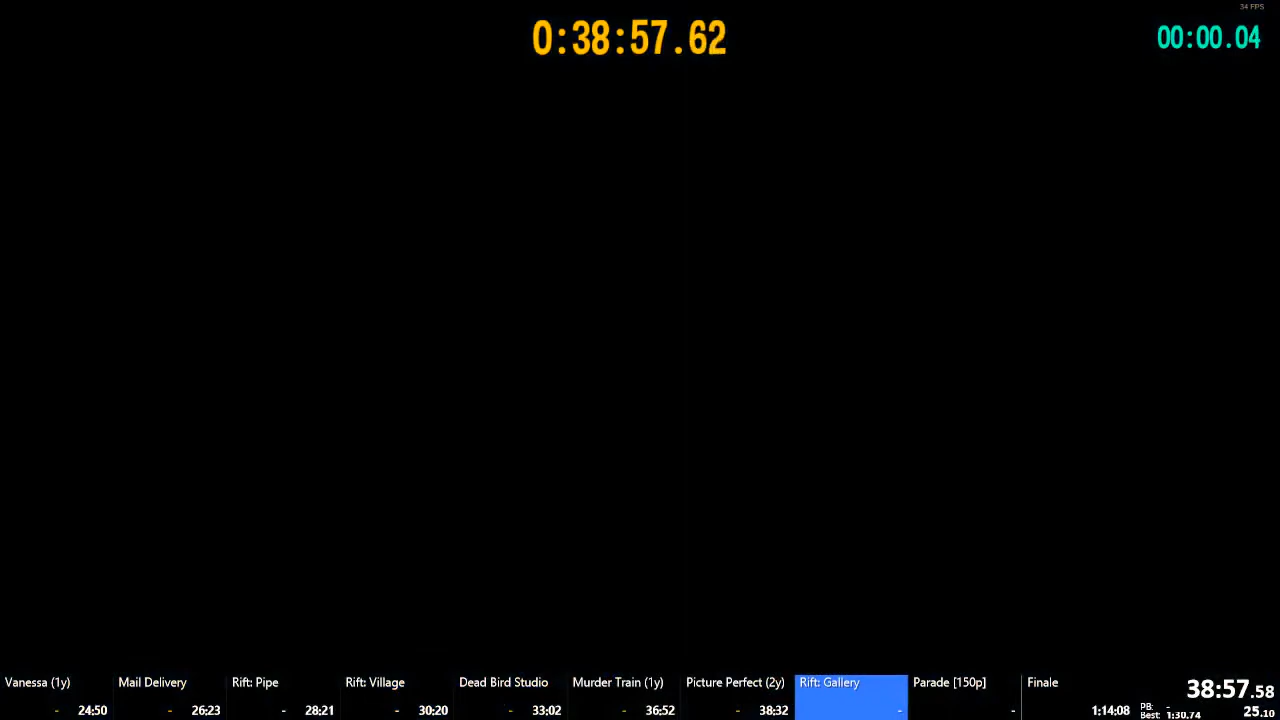 34 FPS
0:38:57.62
00:00.04
Vanessa (1y) Mail Delivery Rift: Pipe Rift: Village Dead Bird Studio Murder Train (1y) Picture Perfect (2y) Rift: Gallery Parade [150p] Finale 38:57.58
- 24:50 - 26:23 - 28:21 - 30:20 - 33:02 - 36:52 - 38:32 - - 1:14:08
PB: -
Best: 1:30.74 25.10